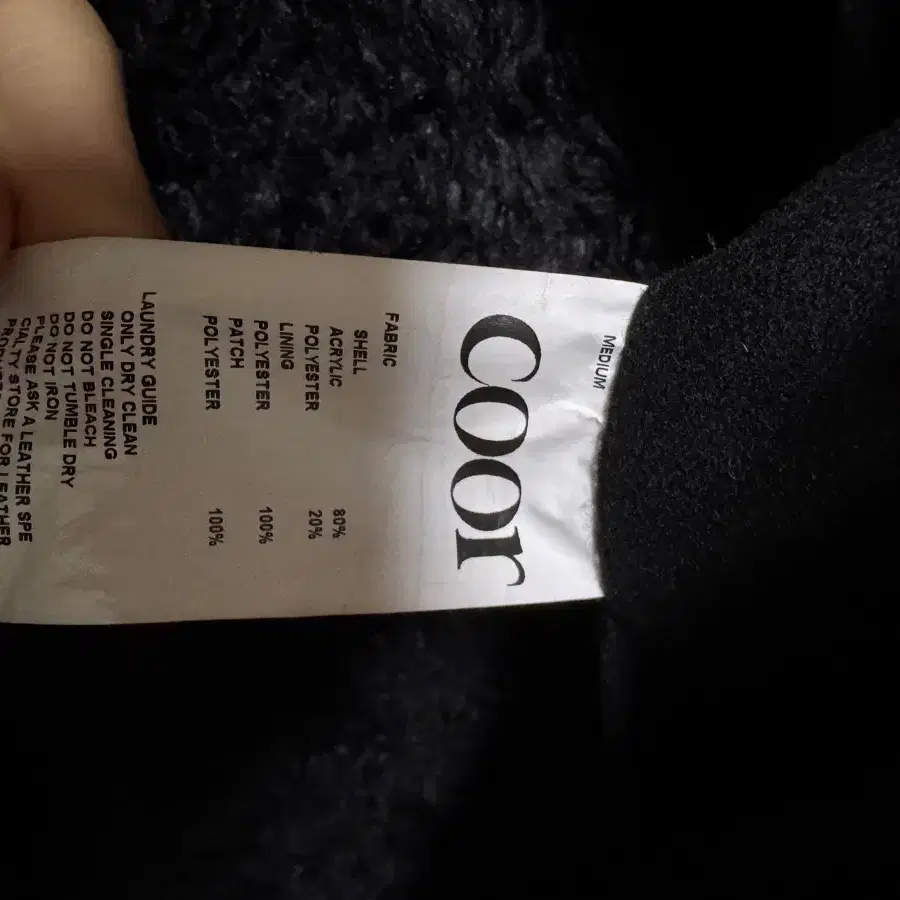 MEDIUM
coor
FABRIC
SHELL
ACRYLIC 80%
POLYESTER 20%
LINING
POLYESTER 100%
PATCH
POLYESTER 100%
LAUNDRY GUIDE
ONLY DRY CLEAN
SINGLE CLEANING
DO NOT BLEACH
DO NOT TUMBLE DRY
DO NOT IRON
PLEASE ASK A LEATHER SPE
CIALTY STORE FOR LEATHER